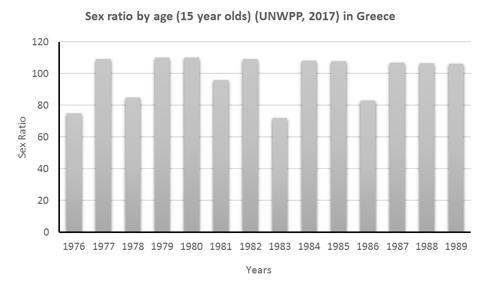 Sex ratio by age (15 year olds) (UNWPP, 2017) in Greece
120
100
80
60
40
20
0
Sex Ratio
1976 1977 1978 1979 1980 1981 1982 1983 1984 1985 1986 1987 1988 1989
Years